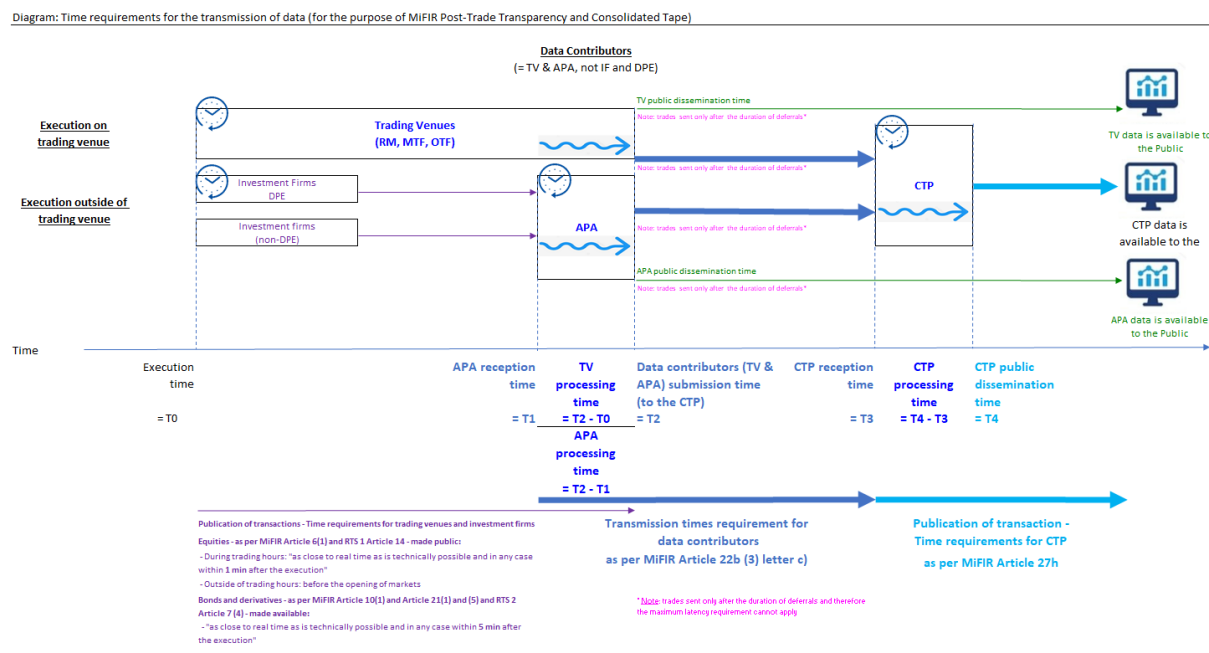 Diagram: Time requirements for the transmission of data (for the purpose of MiFIR Post-Trade Transparency and Consolidated Tape)
Data Contributors
(= TV & APA, not IF and DPE)
Execution on
trading venue
Trading Venues
(RM, MTF, OTF)
TV public dissemination time
Note: trades sent only after the duration of deferrals*
TV data is available to
the Public
Note: trades sent only after the duration of deferrals*
Execution outside of
trading venue
Investment Firms
DPE
Investment firms
(non-DPE)
APA
Note: trades sent only after the duration of deferrals*
CTP
CTP data is
available to the
APA public dissemination time
Note: trades sent only after the duration of deferrals*
APA data is available
to the Public
Time
Execution
time
= T0
APA reception
time
= T1
TV
processing
time
= T2 - T0
APA
processing
time
= T2 - T1
Data contributors (TV &
APA) submission time
(to the CTP)
= T2
CTP reception
time
= T3
CTP
processing
time
= T4 - T3
CTP public
dissemination
time
= T4
Publication of transactions - Time requirements for trading venues and investment firms
Equities - as per MiFIR Article 6(1) and RTS 1 Article 14 - made public:
- During trading hours: "as close to real time as is technically possible and in any case
within 1 min after the execution"
- Outside of trading hours: before the opening of markets
Bonds and derivatives - as per MiFIR Article 10(1) and Article 21(1) and (5) and RTS 2
Article 7 (4) - made available:
- "as close to real time as is technically possible and in any case within 5 min after
the execution"
Transmission times requirement for
data contributors
as per MiFIR Article 22b (3) letter c)
* Note: trades sent only after the duration of deferrals and therefore
the maximum latency requirement cannot apply
Publication of transaction -
Time requirements for CTP
as per MiFIR Article 27h